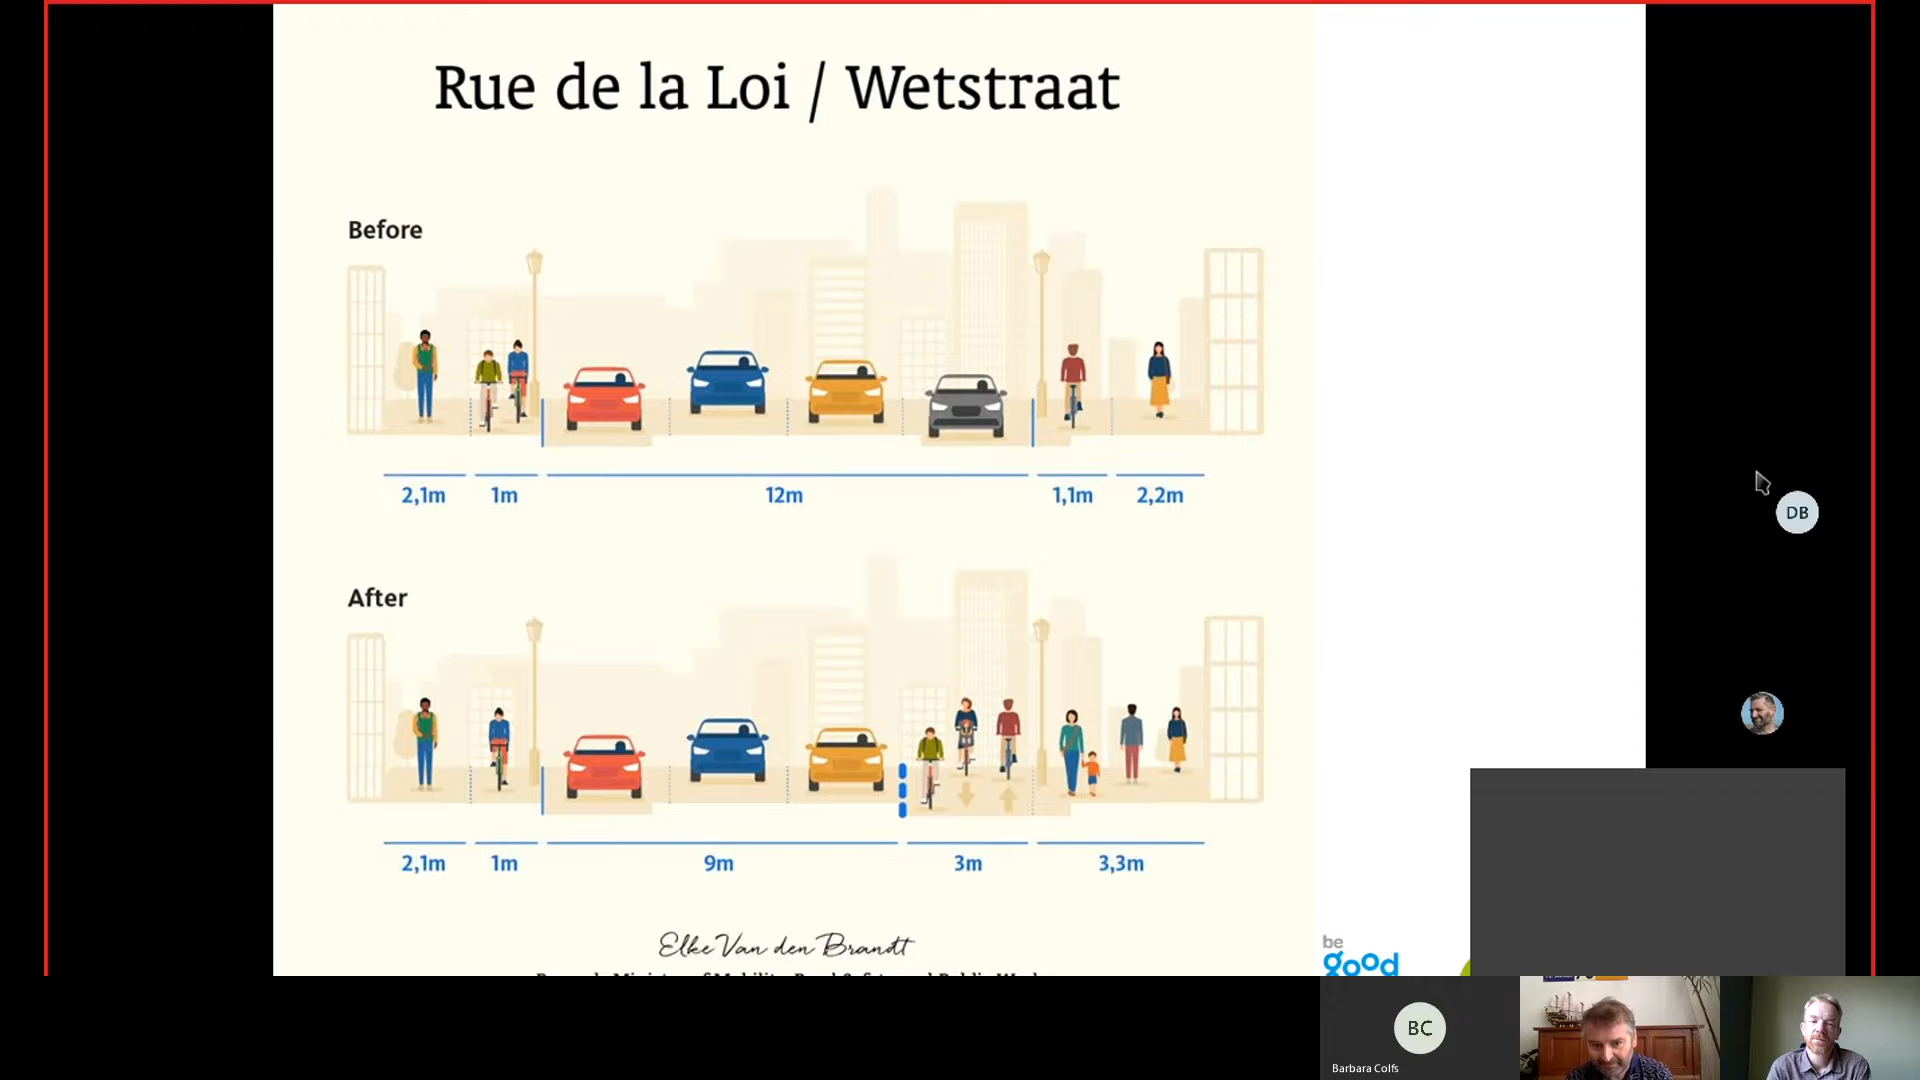 Rue de la Loi / Wetstraat
Before
2,1m 1m 12m 1,1m 2,2m
DB
After
2,1m 1m 9m 3m 3,3m
Elke Van den Brandt
be
good
BC
Barbara Colfs